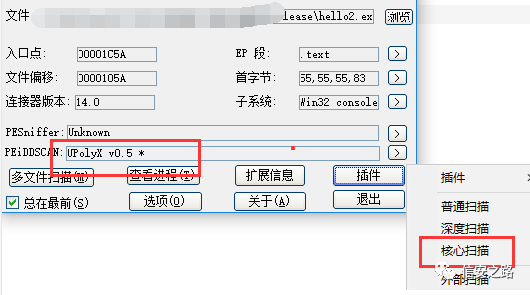 文件 lease\hello2.ex 浏览
入口点: 00001C5A EP 段: .text >
文件偏移: 0000105A 首字节: 55,55,55,83 >
连接器版本: 14.0 子系统: Win32 console >
PESniffer: Unknown >
PEiDDSCAN: UPolyX v0.5 * >
多文件扫描(M) 查看进程(T) 扩展信息 插件
总在最前(S) 选项(O) 关于(A) 退出
插件
普通扫描
深度扫描
核心扫描
外部扫描
信安之路